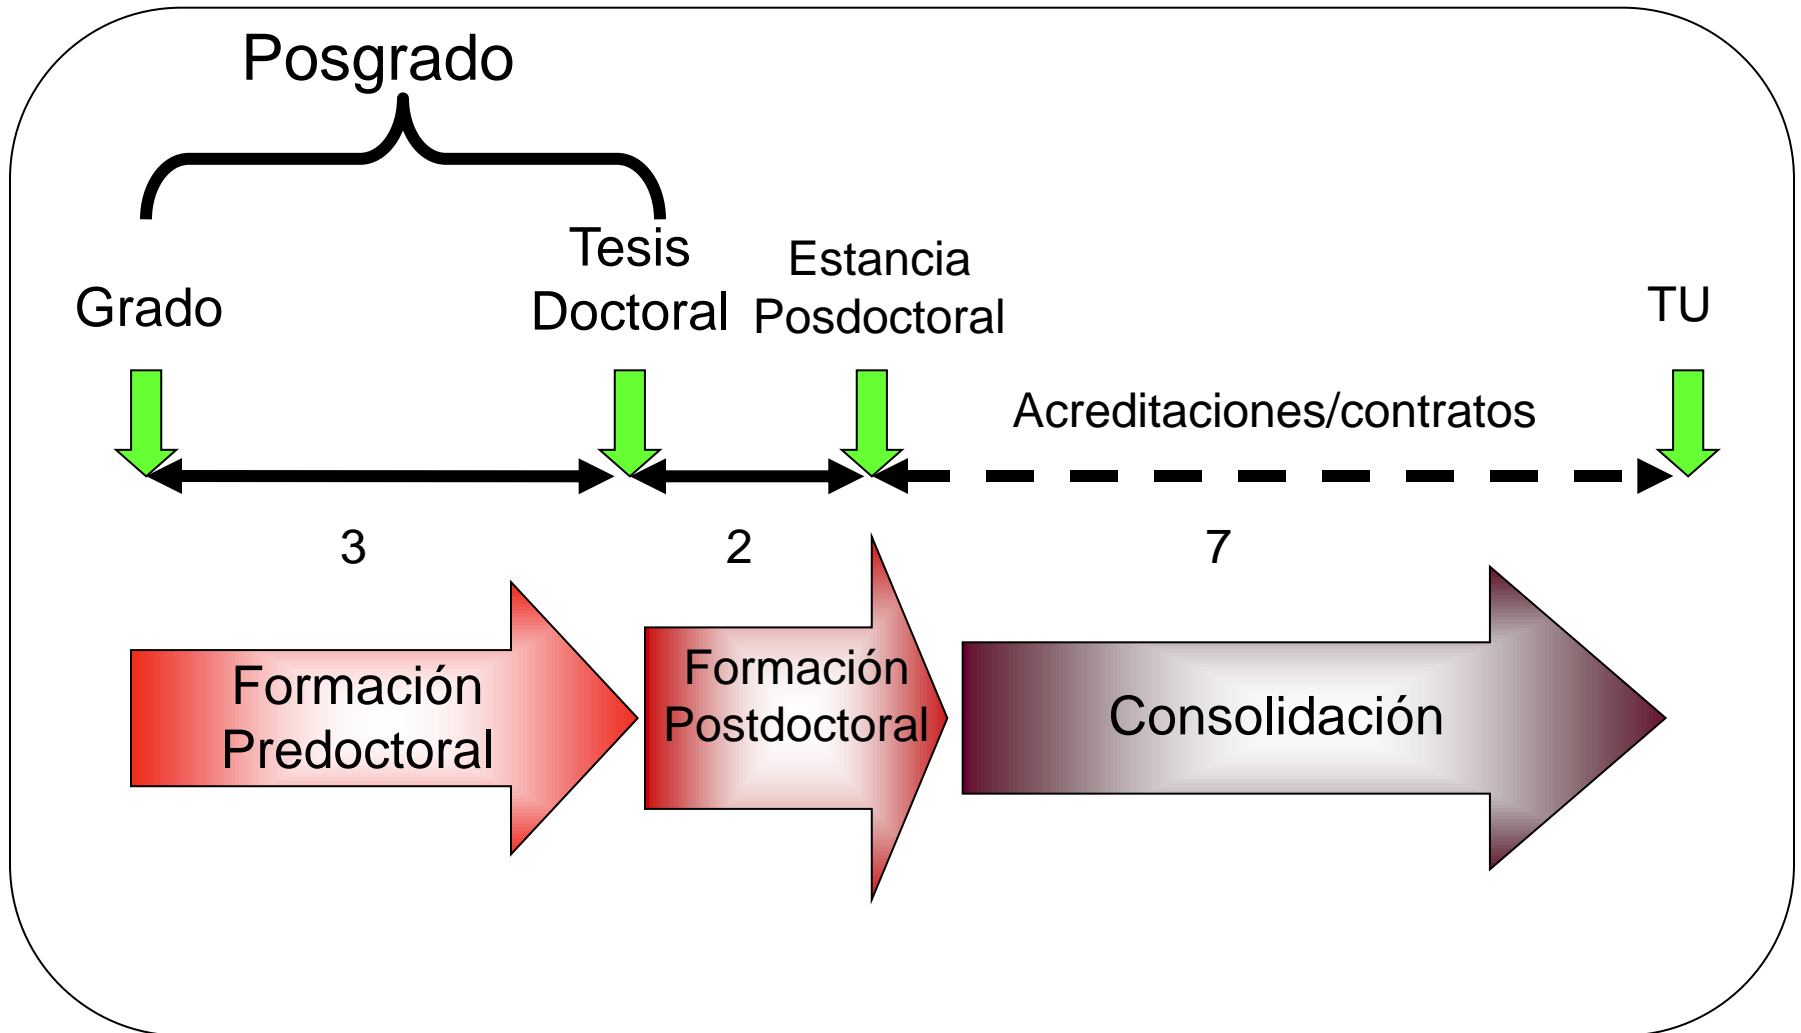 Posgrado
Grado
Tesis
Doctoral
Estancia
Posdoctoral
TU
Acreditaciones/contratos
3
2
7
Formación
Predoctoral
Formación
Postdoctoral
Consolidación